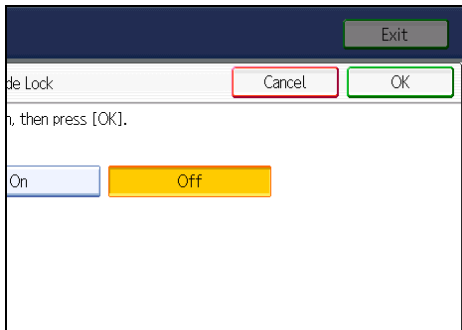 Exit
de Lock
Cancel
OK
n, then press [OK].
On
Off